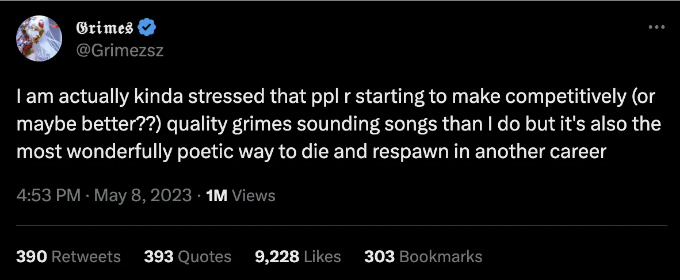 Grimes
@Grimezsz
I am actually kinda stressed that ppl r starting to make competitively (or
maybe better??) quality grimes sounding songs than I do but it's also the
most wonderfully poetic way to die and respawn in another career
4:53 PM · May 8, 2023 · 1M Views
390 Retweets 393 Quotes 9,228 Likes 303 Bookmarks